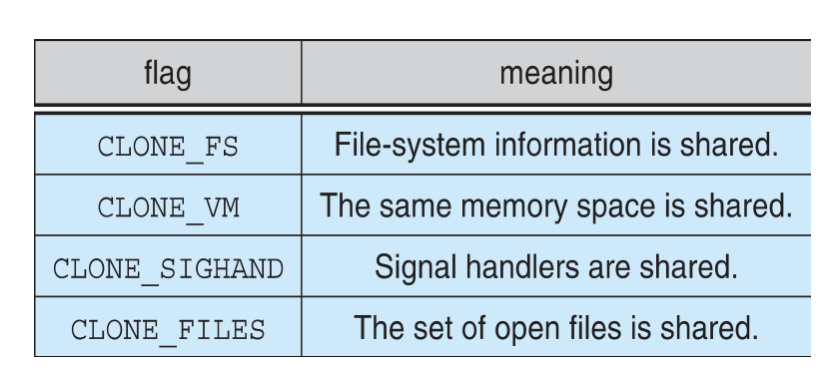 flag meaning
CLONE_FS File-system information is shared.
CLONE_VM The same memory space is shared.
CLONE_SIGHAND Signal handlers are shared.
CLONE_FILES The set of open files is shared.